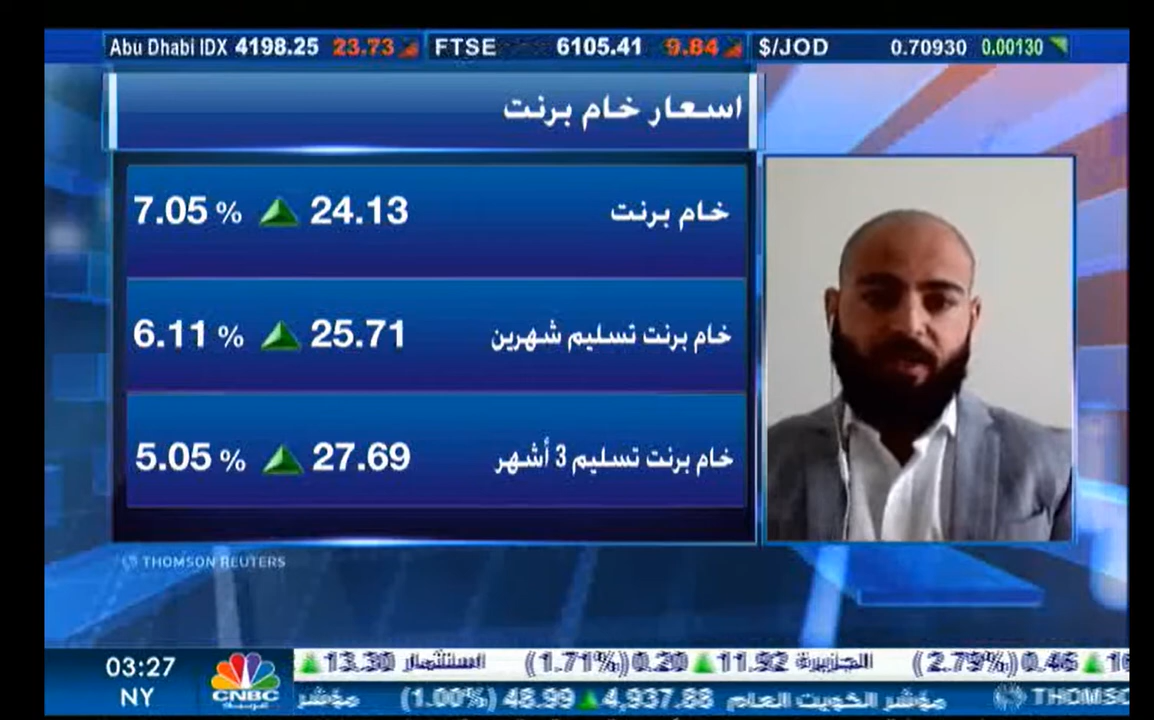 Abu Dhabi IDX 4198.25 23.73 FTSE 6105.41 9.84 $/JOD 0.70930 0.00130
اسعار خام برنت
خام برنت 24.13 7.05 %
خام برنت تسليم شهرين 25.71 6.11 %
خام برنت تسليم 3 أشهر 27.69 5.05 %
THOMSON REUTERS
03:27
NY
CNBC
عربية
13.30 الاستثمار (1.71%) 0.20 11.92 الجزيرة (2.79%) 0.46
مؤشر (1.00%) 48.99 4,937.88 مؤشر الكويت العام